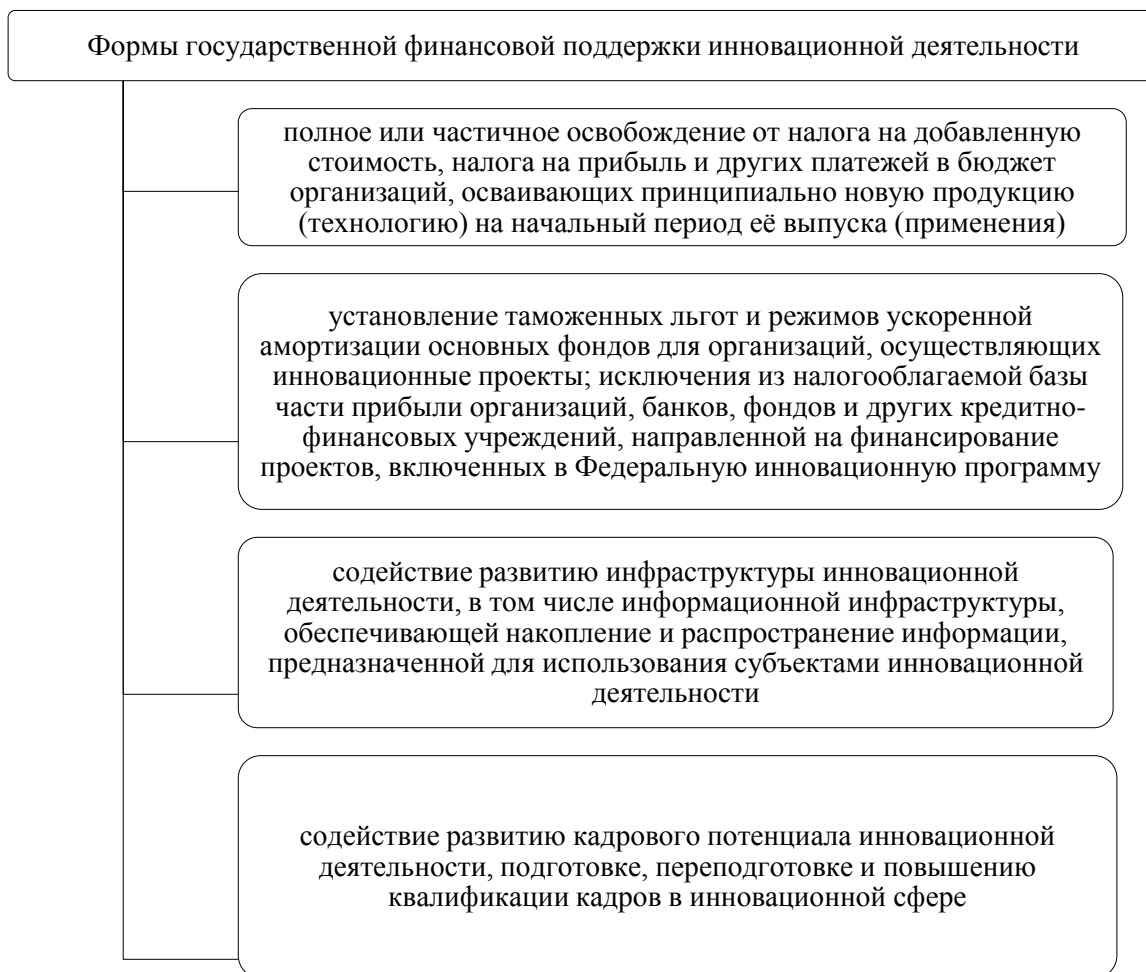 Формы государственной финансовой поддержки инновационной деятельности
полное или частичное освобождение от налога на добавленную
стоимость, налога на прибыль и других платежей в бюджет
организаций, осваивающих принципиально новую продукцию
(технологию) на начальный период её выпуска (применения)
установление таможенных льгот и режимов ускоренной
амортизации основных фондов для организаций, осуществляющих
инновационные проекты; исключения из налогооблагаемой базы
части прибыли организаций, банков, фондов и других кредитно-
финансовых учреждений, направленной на финансирование
проектов, включенных в Федеральную инновационную программу
содействие развитию инфраструктуры инновационной
деятельности, в том числе информационной инфраструктуры,
обеспечивающей накопление и распространение информации,
предназначенной для использования субъектами инновационной
деятельности
содействие развитию кадрового потенциала инновационной
деятельности, подготовке, переподготовке и повышению
квалификации кадров в инновационной сфере